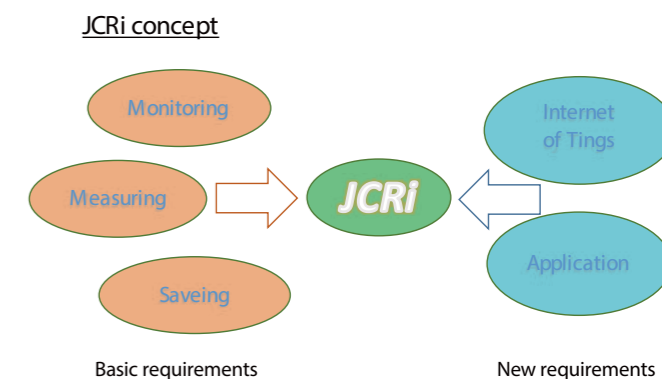 JCRi concept
Monitoring
Measuring
Saveing
JCRi
Internet
of Tings
Application
Basic requirements
New requirements